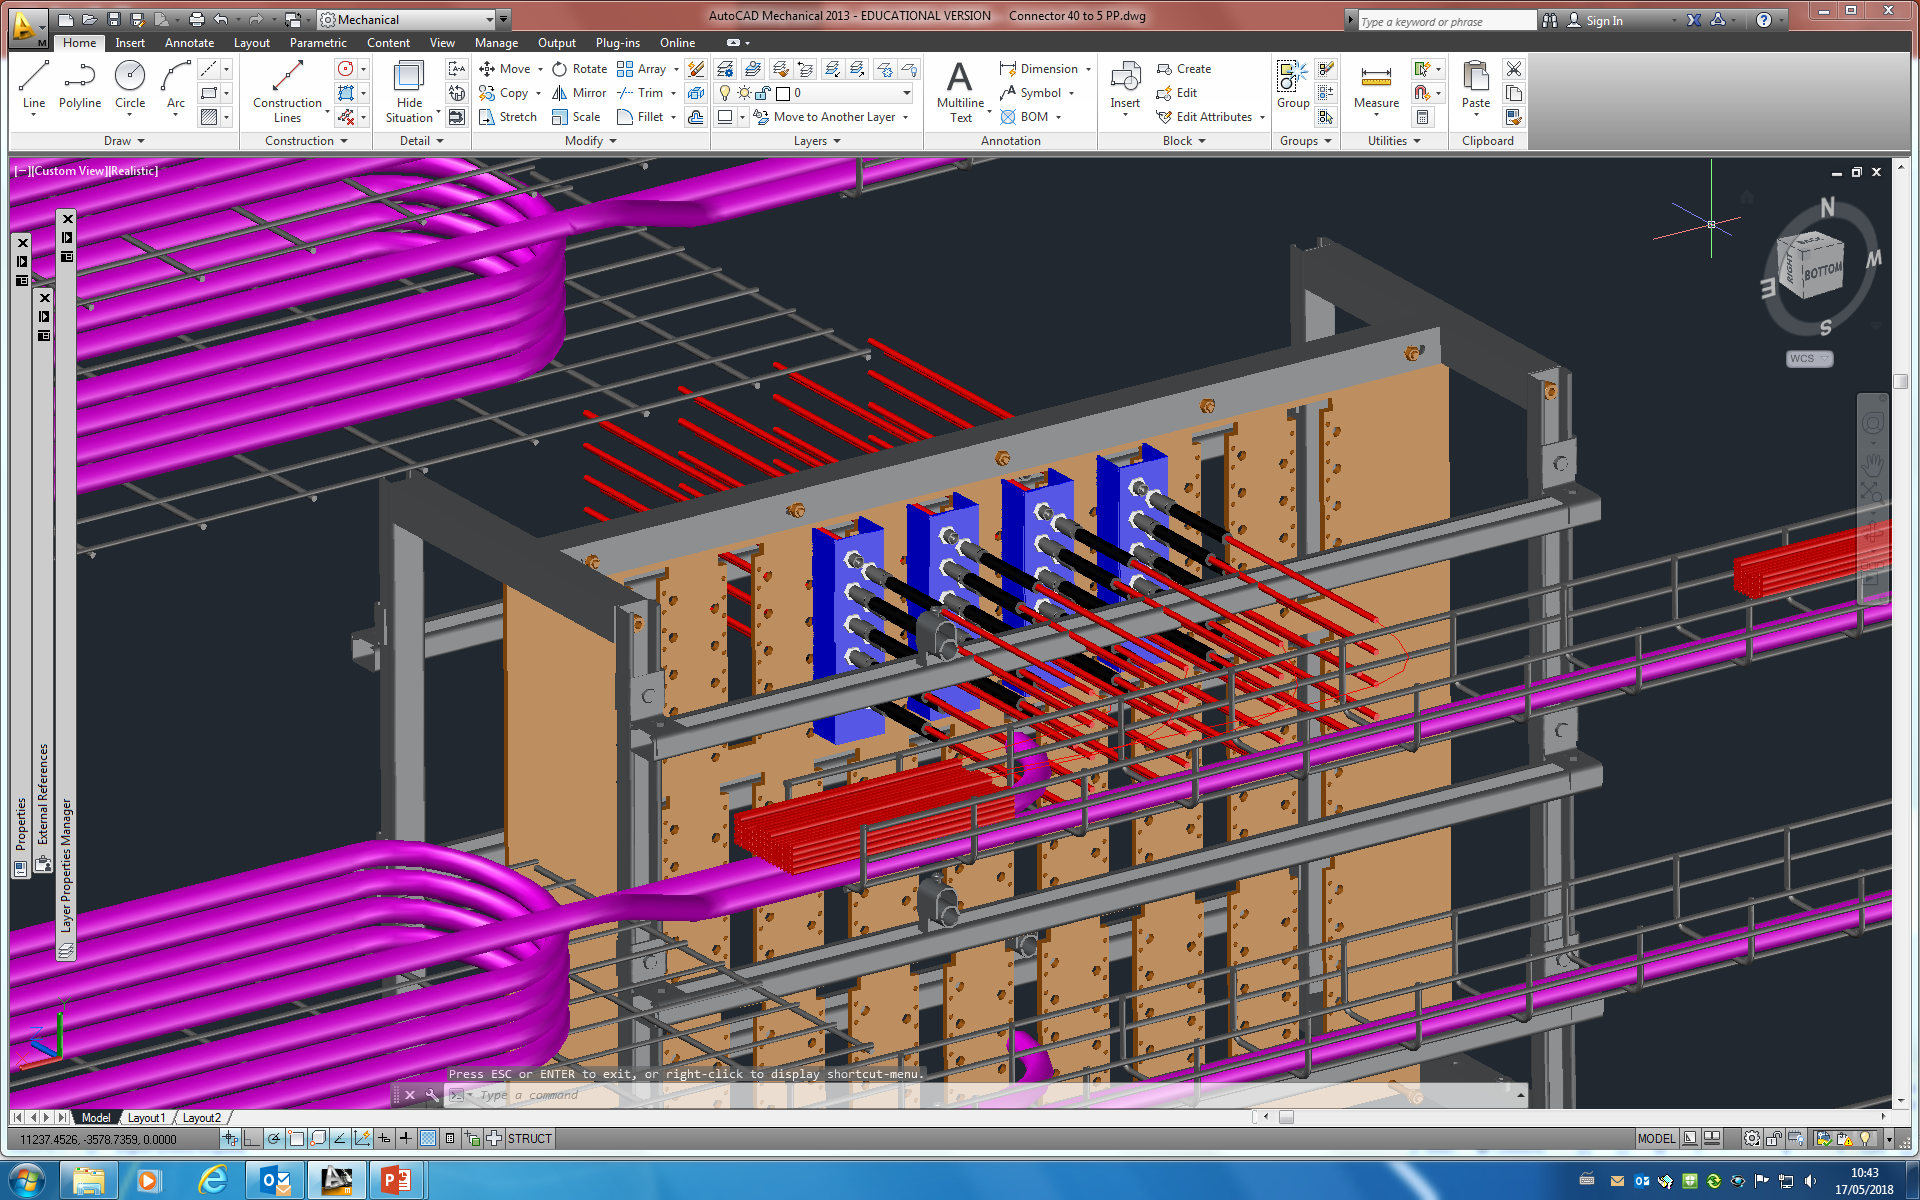 Mechanical
AutoCAD Mechanical 2013 - EDUCATIONAL VERSION Connector 40 to 5 PP.dwg
Type a keyword or phrase
Sign In
M
Home Insert Annotate Layout Parametric Content View Manage Output Plug-ins Online
Line
Polyline
Circle
Arc
Draw
Construction
Lines
Construction
Hide
Situation
Detail
Move Rotate Array
Copy Mirror Trim
Stretch Scale Fillet
Modify
0
Move to Another Layer
Layers
A
Multiline
Text
Dimension
Symbol
BOM
Annotation
Insert
Create
Edit
Edit Attributes
Block
Group
Groups
Measure
Utilities
Paste
Clipboard
[−][Custom View][Realistic]
N
W
S
E
BACK
RIGHT
BOTTOM
WCS
Properties
External References
Layer Properties Manager
Press ESC or ENTER to exit, or right-click to display shortcut-menu.
Type a command
Model Layout1 Layout2
11237.4526, -3578.7359, 0.0000
STRUCT
MODEL
10:43
17/05/2018